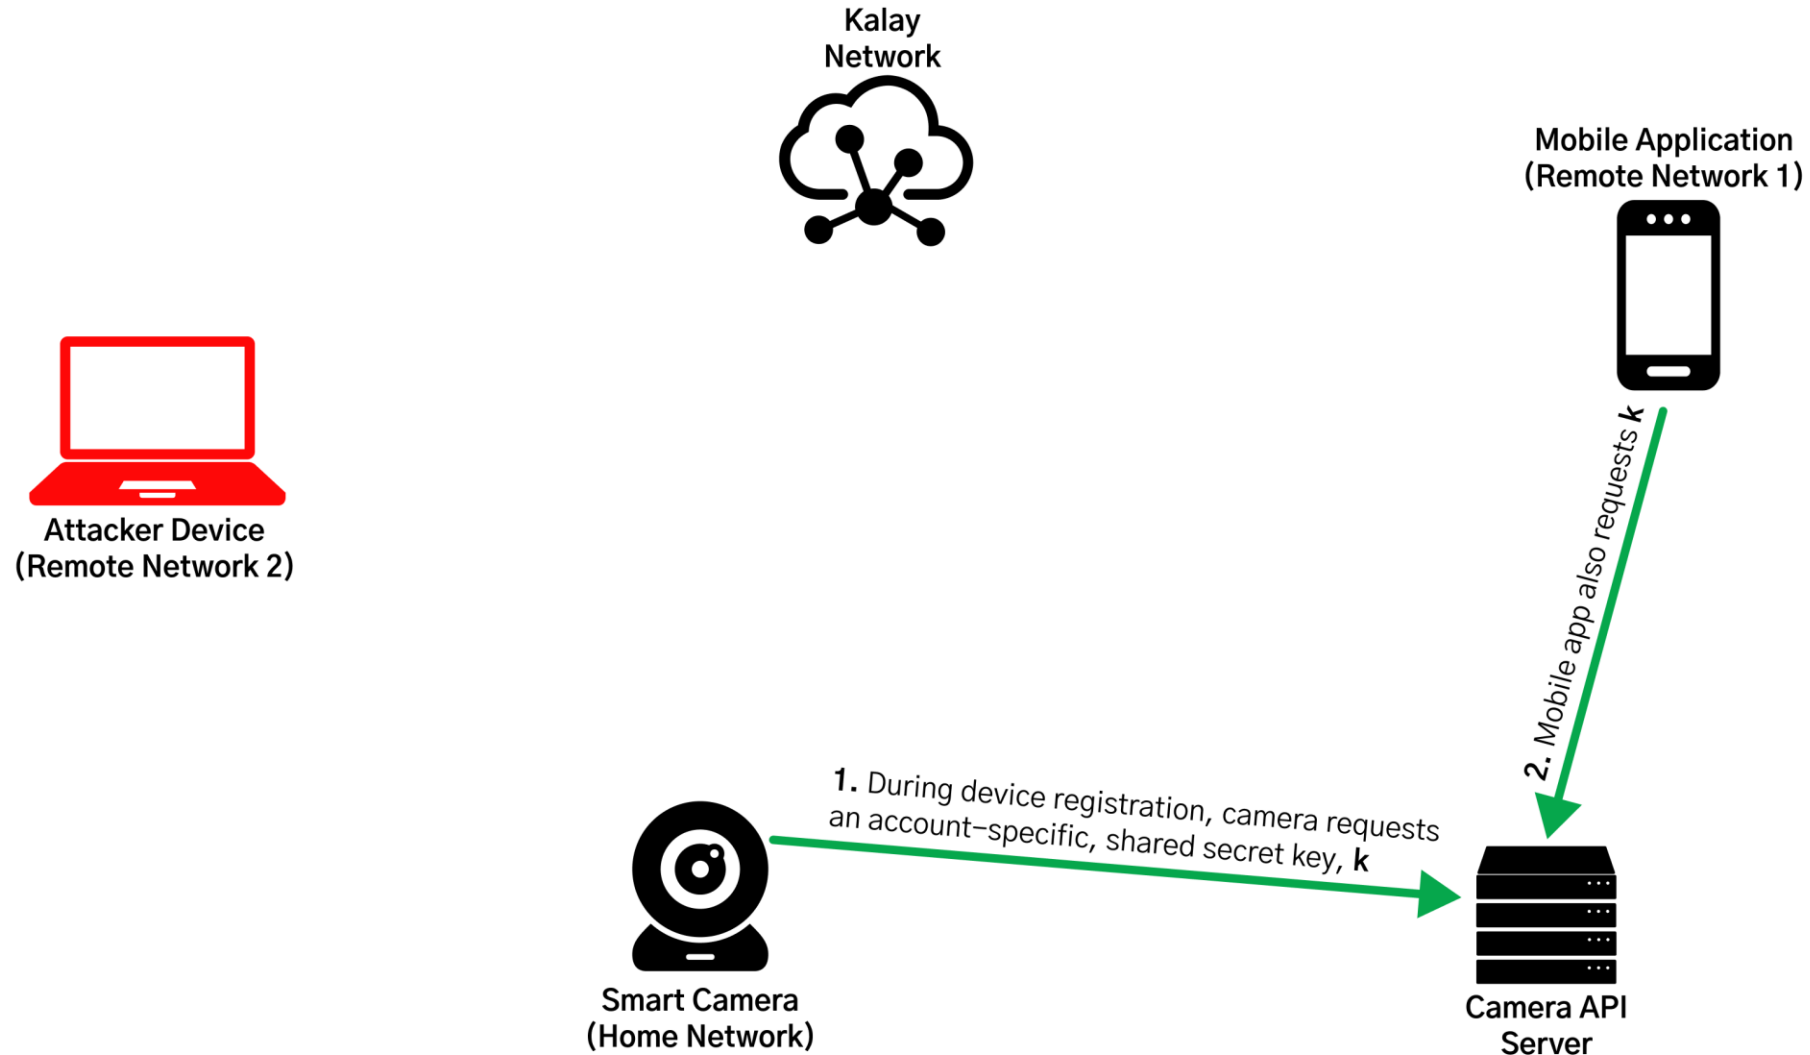 Kalay
Network
Mobile Application
(Remote Network 1)
Attacker Device
(Remote Network 2)
2. Mobile app also requests k
1. During device registration, camera requests
an account-specific, shared secret key, k
Smart Camera
(Home Network)
Camera API
Server